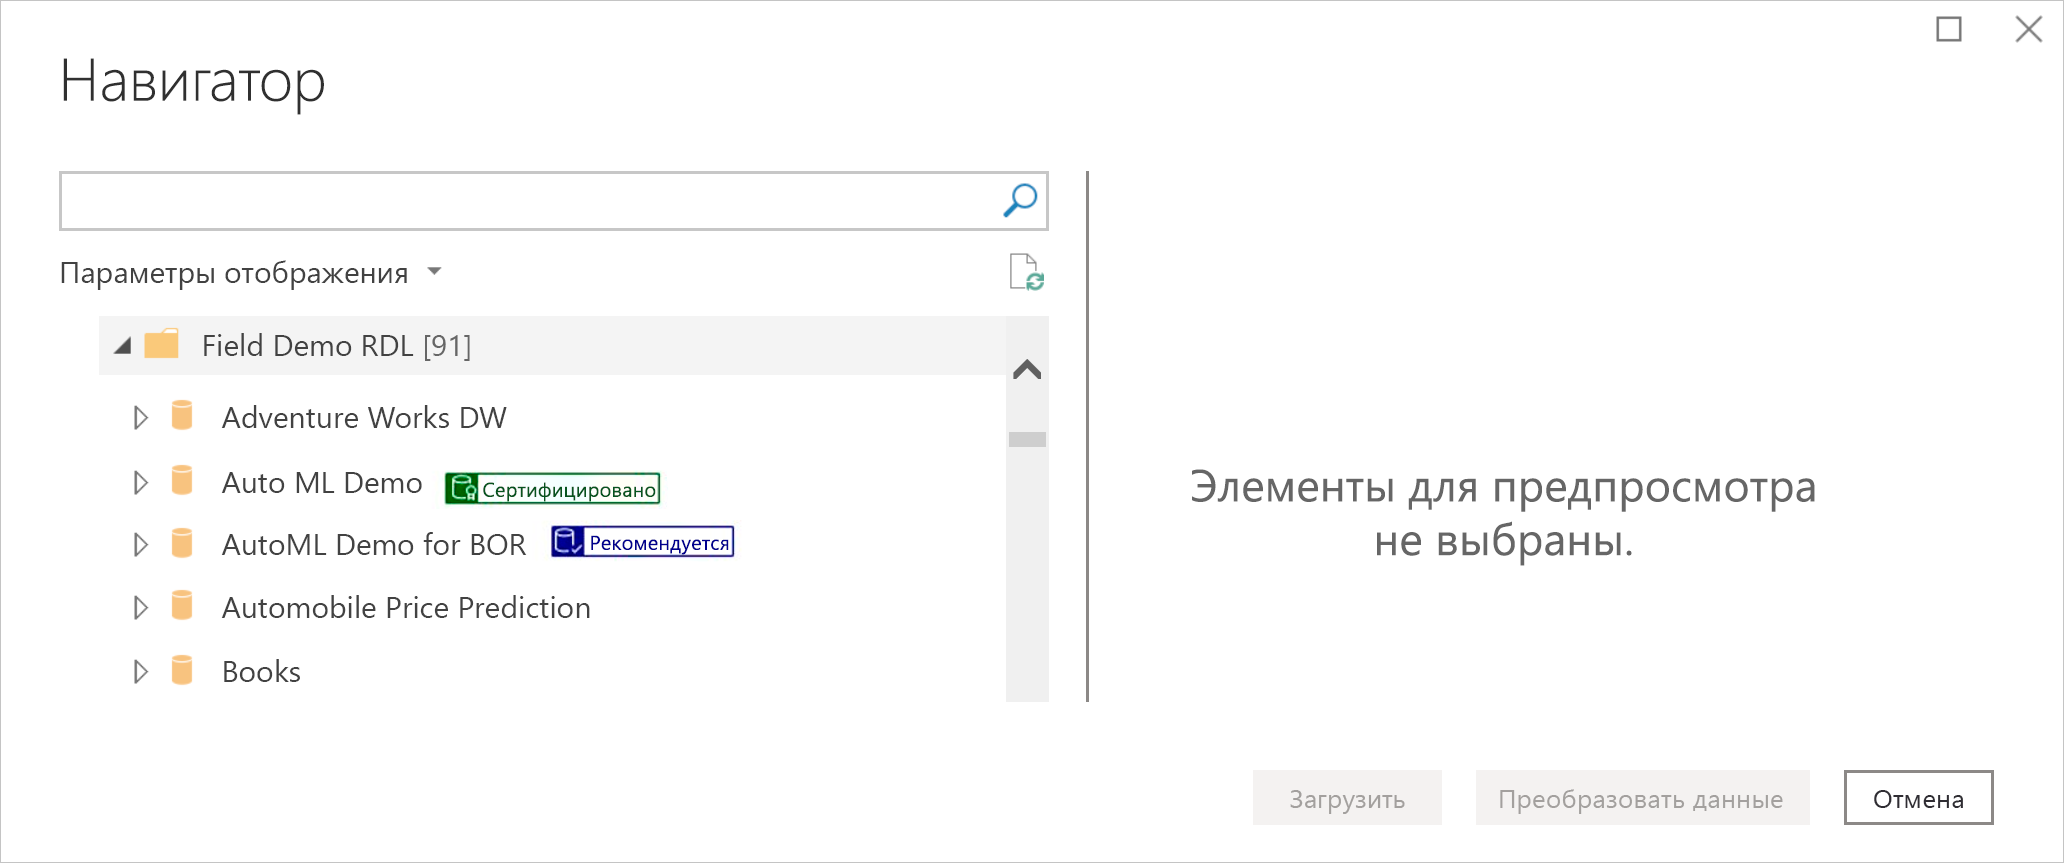 Навигатор
Параметры отображения
Field Demo RDL [91]
Adventure Works DW
Auto ML Demo Сертифицировано
AutoML Demo for BOR Рекомендуется
Automobile Price Prediction
Books
Элементы для предпросмотра
не выбраны.
Загрузить Преобразовать данные Отмена